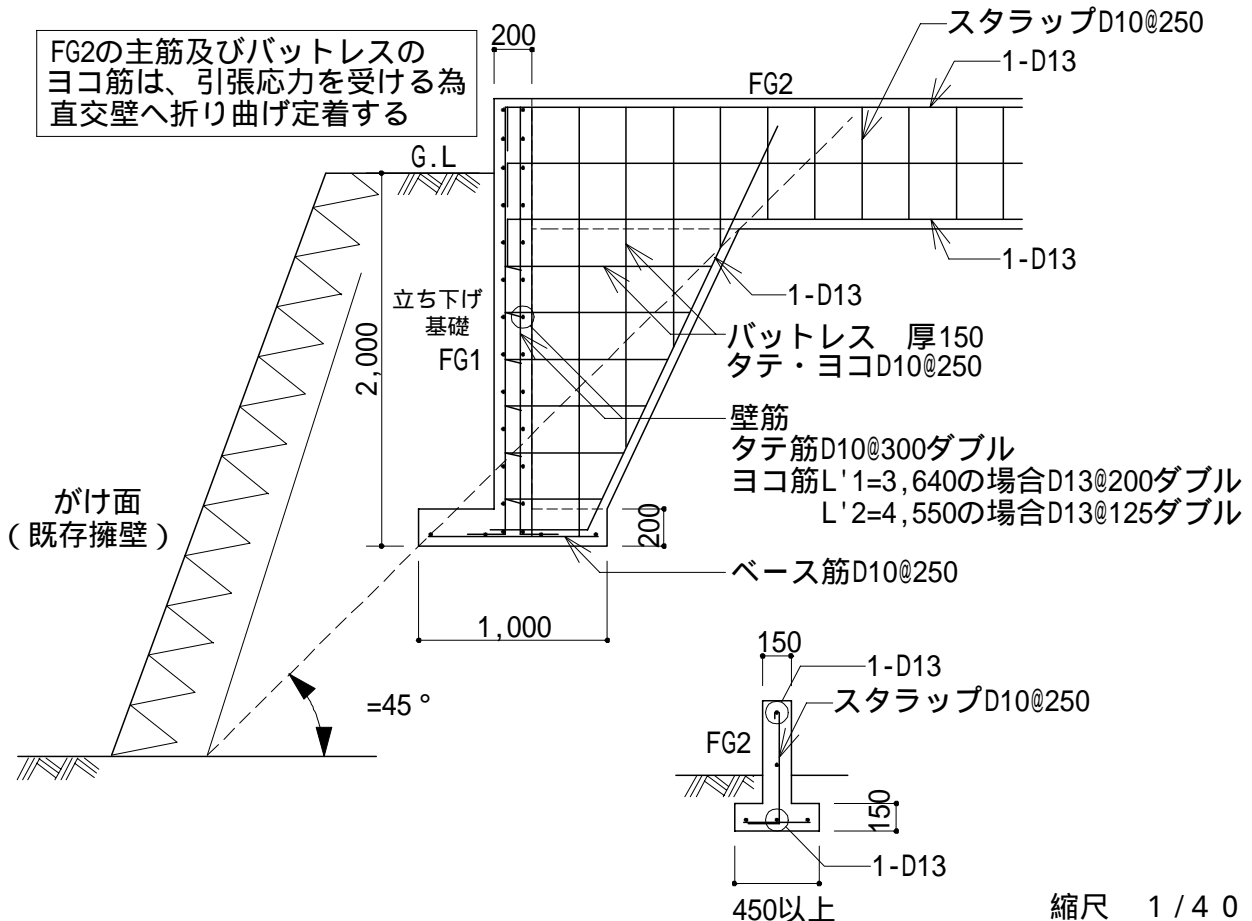 FG2の主筋及びバットレスの
ヨコ筋は、引張応力を受ける為
直交壁へ折り曲げ定着する
200
スタラップD10@250
1-D13
FG2
G.L
1-D13
1-D13
立ち下げ
基礎
FG1
2,000
バットレス 厚150
タテ・ヨコD10@250
壁筋
タテ筋D10@300ダブル
ヨコ筋L'1=3,640の場合D13@200ダブル
L'2=4,550の場合D13@125ダブル
がけ面
(既存擁壁)
200
ベース筋D10@250
1,000
=45°
150
1-D13
スタラップD10@250
FG2
150
1-D13
450以上
縮尺 1/40